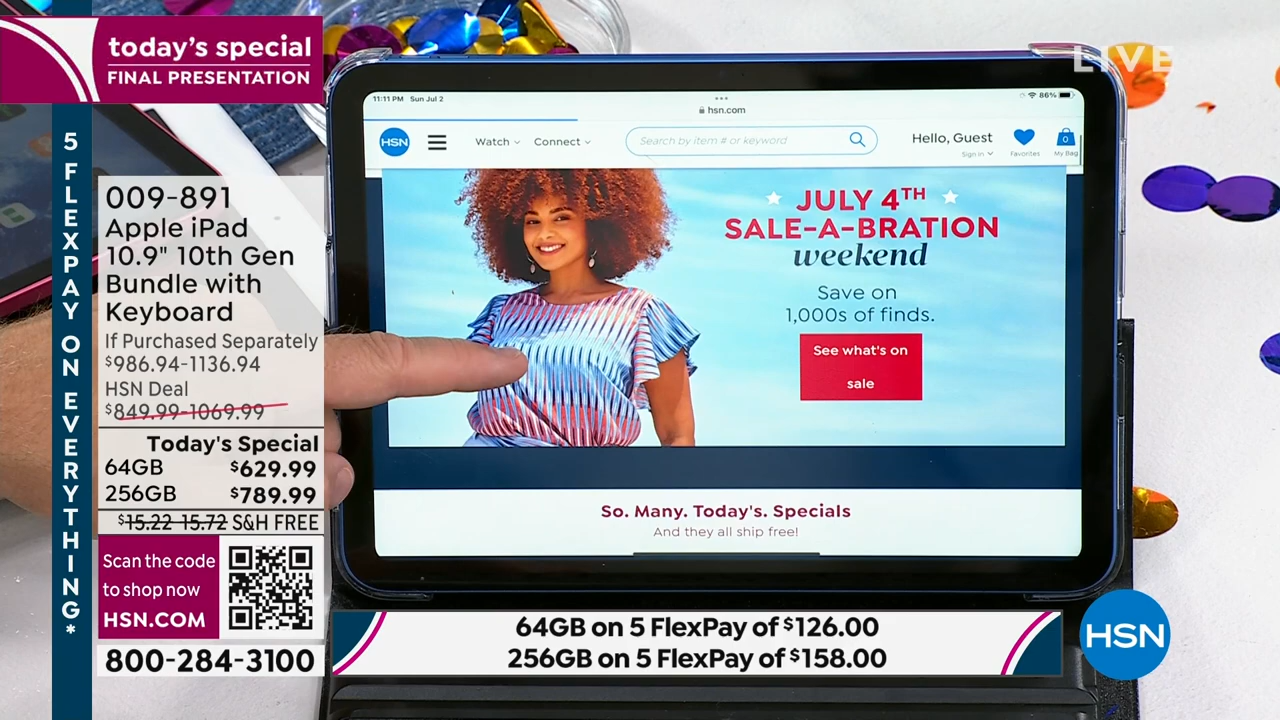 today's special
FINAL PRESENTATION
5 FLEXPAY ON EVERYTHING*
009-891
Apple iPad
10.9" 10th Gen
Bundle with
Keyboard
If Purchased Separately
$986.94-1136.94
HSN Deal
$849.99-1069.99
Today's Special
64GB $629.99
256GB $789.99
$15.22-15.72 S&H FREE
Scan the code
to shop now
HSN.COM
800-284-3100
LIVE
11:11 PM Sun Jul 2
hsn.com
86%
HSN
Watch
Connect
Search by item # or keyword
Hello, Guest
Sign in
Favorites
0
My Bag
JULY 4TH
SALE-A-BRATION
weekend
Save on
1,000s of finds.
See what's on
sale
So. Many. Today's. Specials
And they all ship free!
64GB on 5 FlexPay of $126.00
256GB on 5 FlexPay of $158.00
HSN